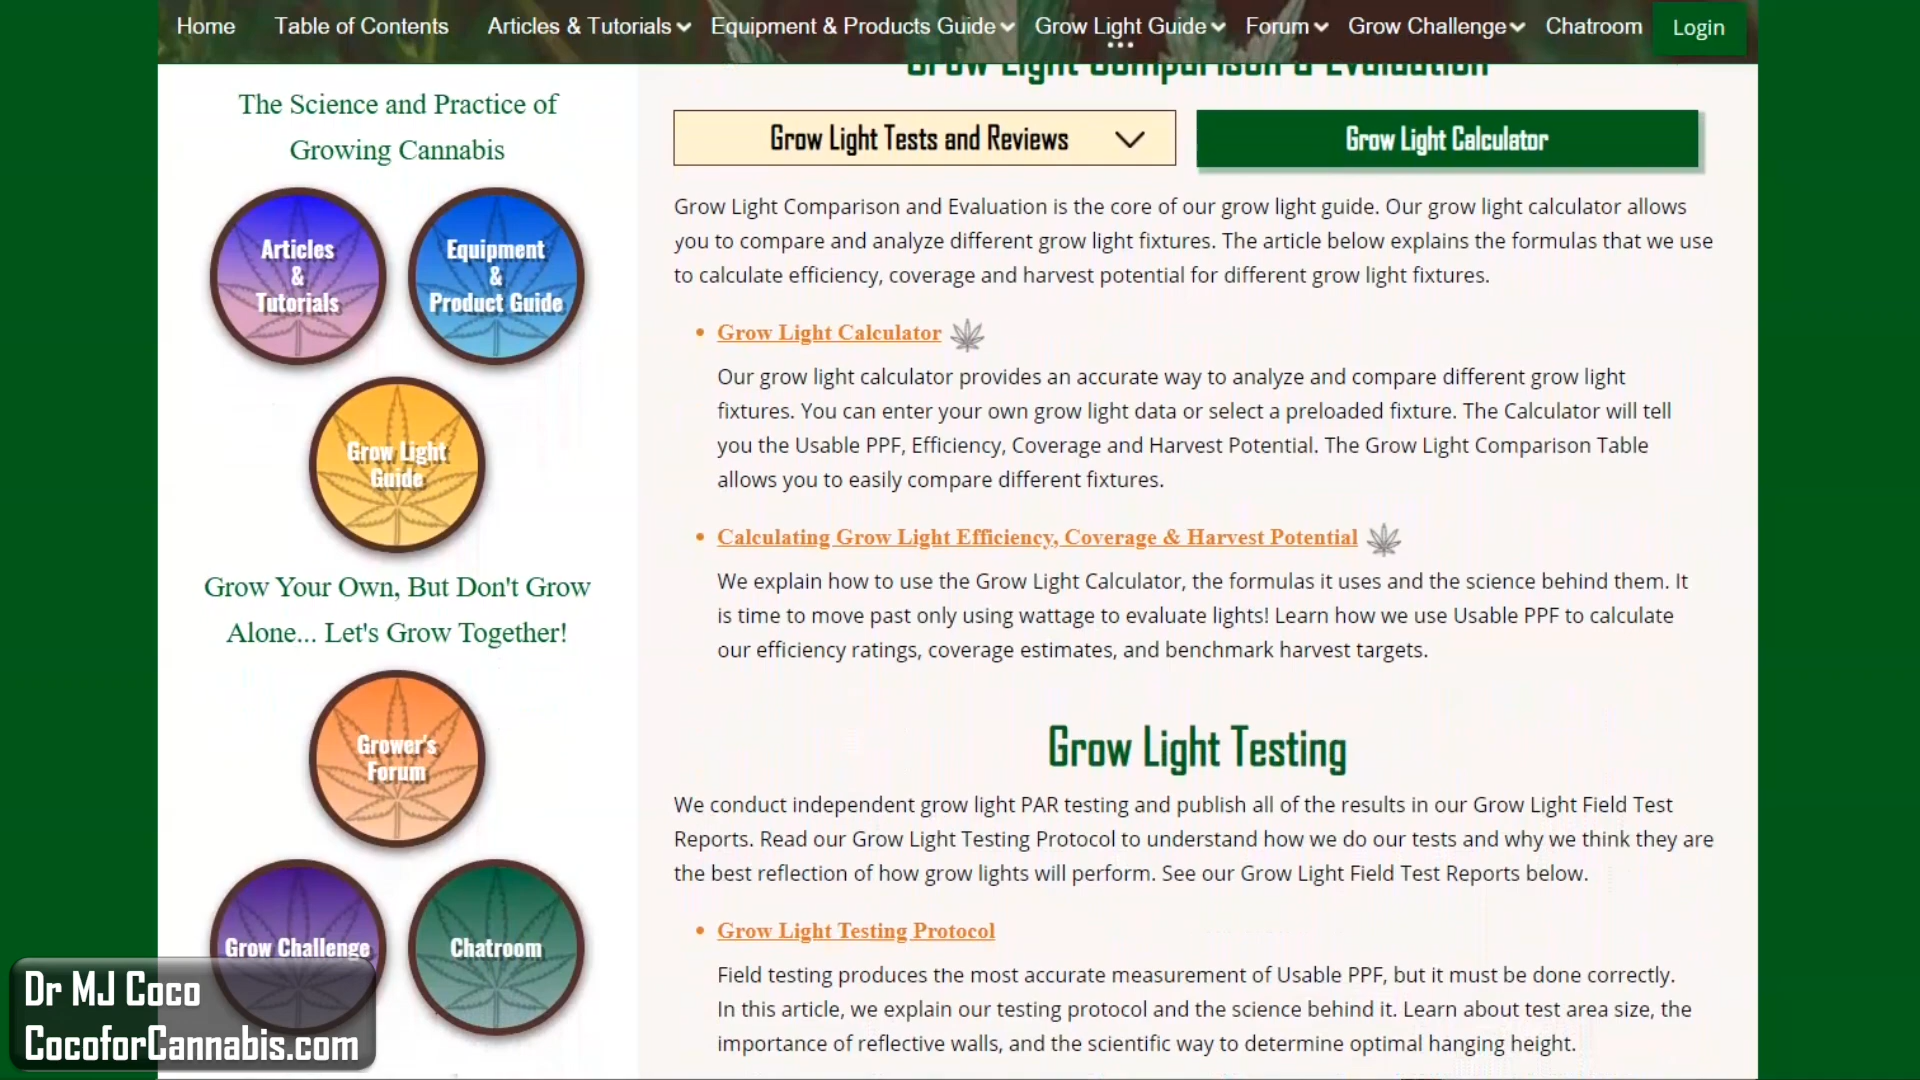 Home
Table of Contents
Articles & Tutorials
Equipment & Products Guide
Grow Light Guide
Forum
Grow Challenge
Chatroom
Login
The Science and Practice of
Growing Cannabis
Articles
&
Tutorials
Equipment
&
Product Guide
Grow Light
Guide
Grow Your Own, But Don't Grow
Alone... Let's Grow Together!
Grower's
Forum
Grow Challenge
Chatroom
Dr MJ Coco
CocoforCannabis.com
Grow Light Comparison & Evaluation
Grow Light Tests and Reviews
Grow Light Calculator
Grow Light Comparison and Evaluation is the core of our grow light guide. Our grow light calculator allows
you to compare and analyze different grow light fixtures. The article below explains the formulas that we use
to calculate efficiency, coverage and harvest potential for different grow light fixtures.
Grow Light Calculator
Our grow light calculator provides an accurate way to analyze and compare different grow light
fixtures. You can enter your own grow light data or select a preloaded fixture. The Calculator will tell
you the Usable PPF, Efficiency, Coverage and Harvest Potential. The Grow Light Comparison Table
allows you to easily compare different fixtures.
Calculating Grow Light Efficiency, Coverage & Harvest Potential
We explain how to use the Grow Light Calculator, the formulas it uses and the science behind them. It
is time to move past only using wattage to evaluate lights! Learn how we use Usable PPF to calculate
our efficiency ratings, coverage estimates, and benchmark harvest targets.
Grow Light Testing
We conduct independent grow light PAR testing and publish all of the results in our Grow Light Field Test
Reports. Read our Grow Light Testing Protocol to understand how we do our tests and why we think they are
the best reflection of how grow lights will perform. See our Grow Light Field Test Reports below.
Grow Light Testing Protocol
Field testing produces the most accurate measurement of Usable PPF, but it must be done correctly.
In this article, we explain our testing protocol and the science behind it. Learn about test area size, the
importance of reflective walls, and the scientific way to determine optimal hanging height.